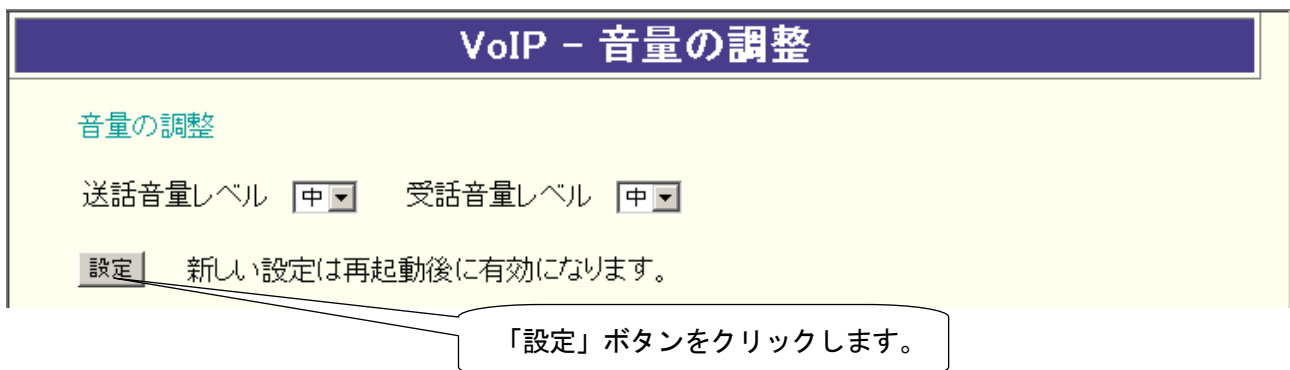 VoIP - 音量の調整
音量の調整
送話音量レベル 中 受話音量レベル 中
設定 新しい設定は再起動後に有効になります。
「設定」ボタンをクリックします。